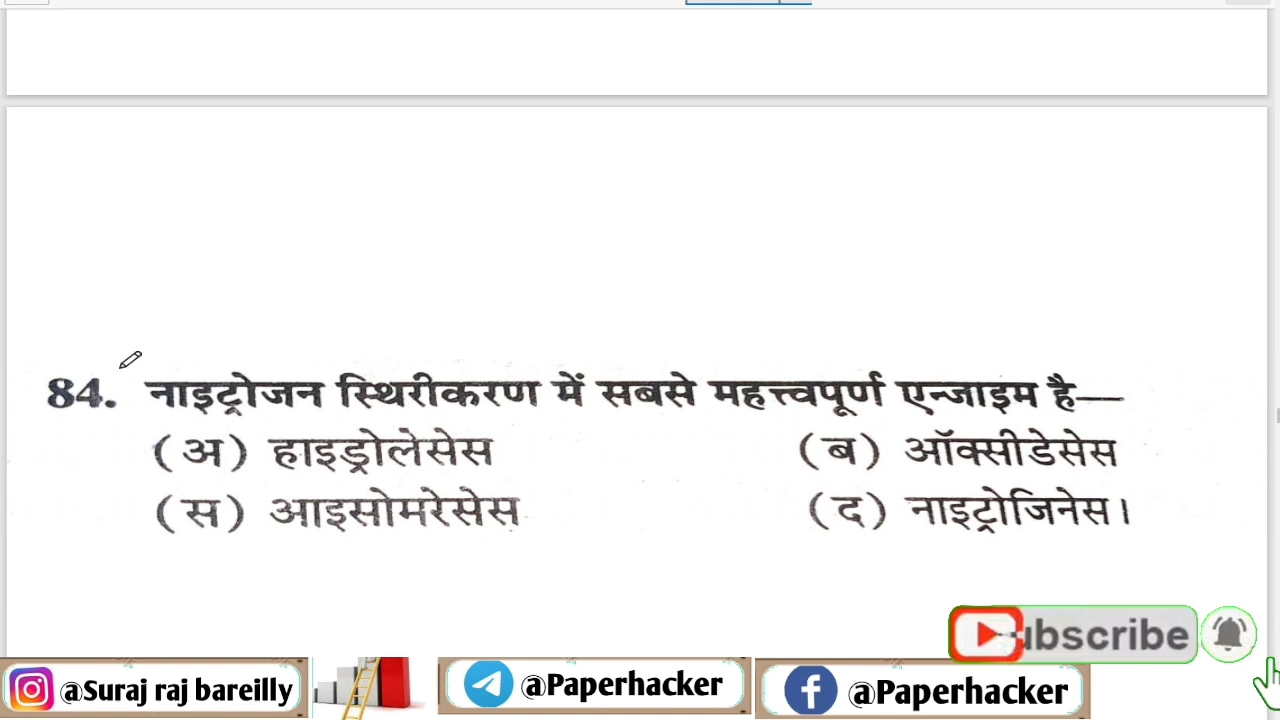 84. नाइट्रोजन स्थिरीकरण में सबसे महत्त्वपूर्ण एन्जाइम है—
(अ) हाइड्रोलेसेस (ब) ऑक्सीडेसेस
(स) आइसोमरेसेस (द) नाइट्रोजिनेस।
ubscribe
@Suraj raj bareilly @Paperhacker @Paperhacker